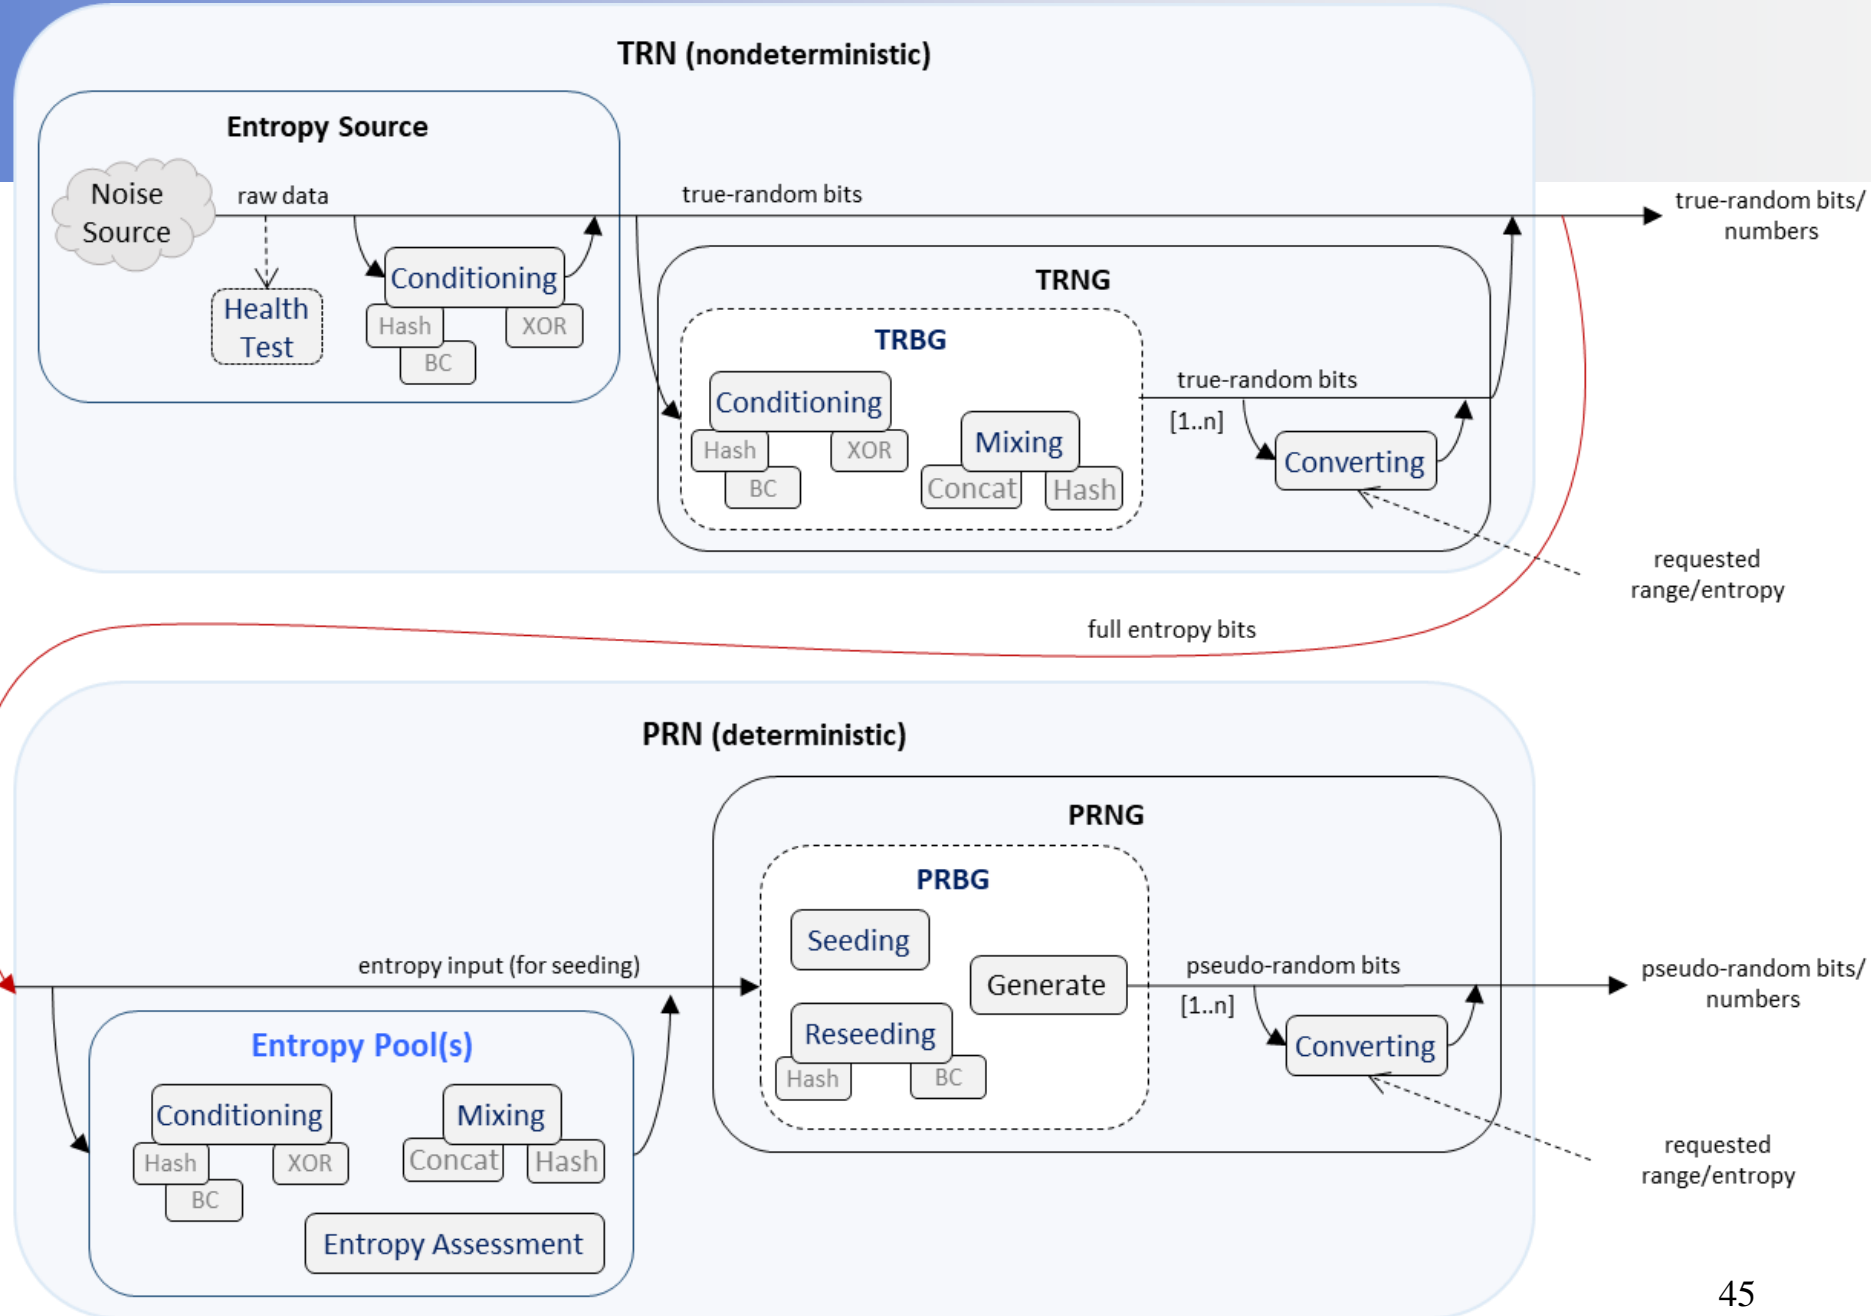 TRN (nondeterministic)
Entropy Source
Noise
Source
raw data
Health
Test
Conditioning
Hash
XOR
BC
true-random bits
true-random bits/
numbers
TRNG
TRBG
Conditioning
Hash
XOR
BC
Mixing
Concat
Hash
true-random bits
[1..n]
Converting
requested
range/entropy
full entropy bits
PRN (deterministic)
entropy input (for seeding)
Entropy Pool(s)
Conditioning
Hash
XOR
BC
Mixing
Concat
Hash
Entropy Assessment
PRNG
PRBG
Seeding
Reseeding
Hash
BC
Generate
pseudo-random bits
[1..n]
Converting
pseudo-random bits/
numbers
requested
range/entropy
45